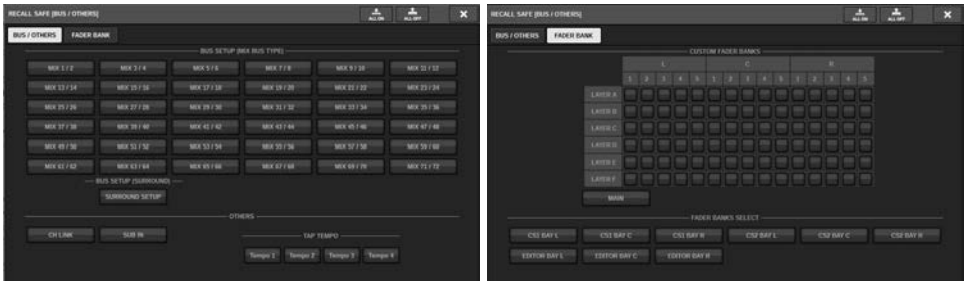 RECALL SAFE [BUS / OTHERS]
ALL ON ALL OFF
BUS / OTHERS FADER BANK
BUS SETUP (MIX BUS TYPE)
MIX 1 / 2 MIX 3 / 4 MIX 5 / 6 MIX 7 / 8 MIX 9 / 10 MIX 11 / 12
MIX 13 / 14 MIX 15 / 16 MIX 17 / 18 MIX 19 / 20 MIX 21 / 22 MIX 23 / 24
MIX 25 / 26 MIX 27 / 28 MIX 29 / 30 MIX 31 / 32 MIX 33 / 34 MIX 35 / 36
MIX 37 / 38 MIX 39 / 40 MIX 41 / 42 MIX 43 / 44 MIX 45 / 46 MIX 47 / 48
MIX 49 / 50 MIX 51 / 52 MIX 53 / 54 MIX 55 / 56 MIX 57 / 58 MIX 59 / 60
MIX 61 / 62 MIX 63 / 64 MIX 65 / 66 MIX 67 / 68 MIX 69 / 70 MIX 71 / 72
BUS SETUP (SURROUND)
SURROUND SETUP
OTHERS
CH LINK SUB IN
TAP TEMPO
Tempo 1 Tempo 2 Tempo 3 Tempo 4
RECALL SAFE [BUS / OTHERS]
ALL ON ALL OFF
BUS / OTHERS FADER BANK
CUSTOM FADER BANKS
L C R
1 2 3 4 5 1 2 3 4 5 1 2 3 4 5
LAYER A
LAYER B
LAYER C
LAYER D
LAYER E
LAYER F
MAIN
FADER BANKS SELECT
CS1 BAY L CS1 BAY C CS1 BAY R CS2 BAY L CS2 BAY C CS2 BAY R
EDITOR BAY L EDITOR BAY C EDITOR BAY R